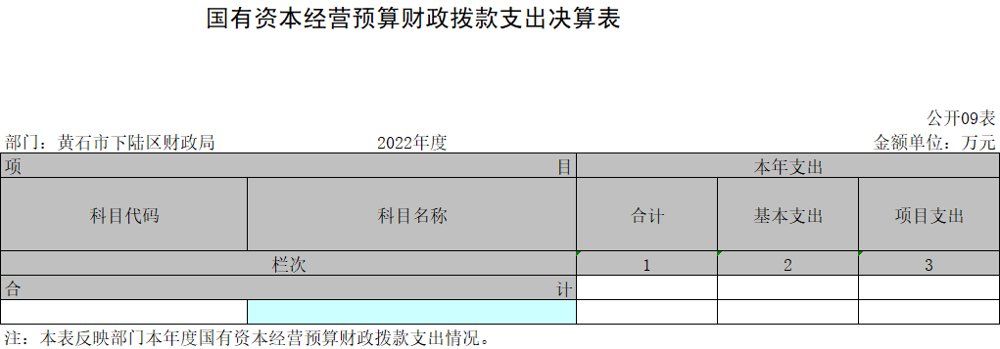 国有资本经营预算财政拨款支出决算表
公开09表
部门：黄石市下陆区财政局 2022年度 金额单位：万元
项 目 本年支出
科目代码 科目名称 合计 基本支出 项目支出
栏次 1 2 3
合 计
注：本表反映部门本年度国有资本经营预算财政拨款支出情况。